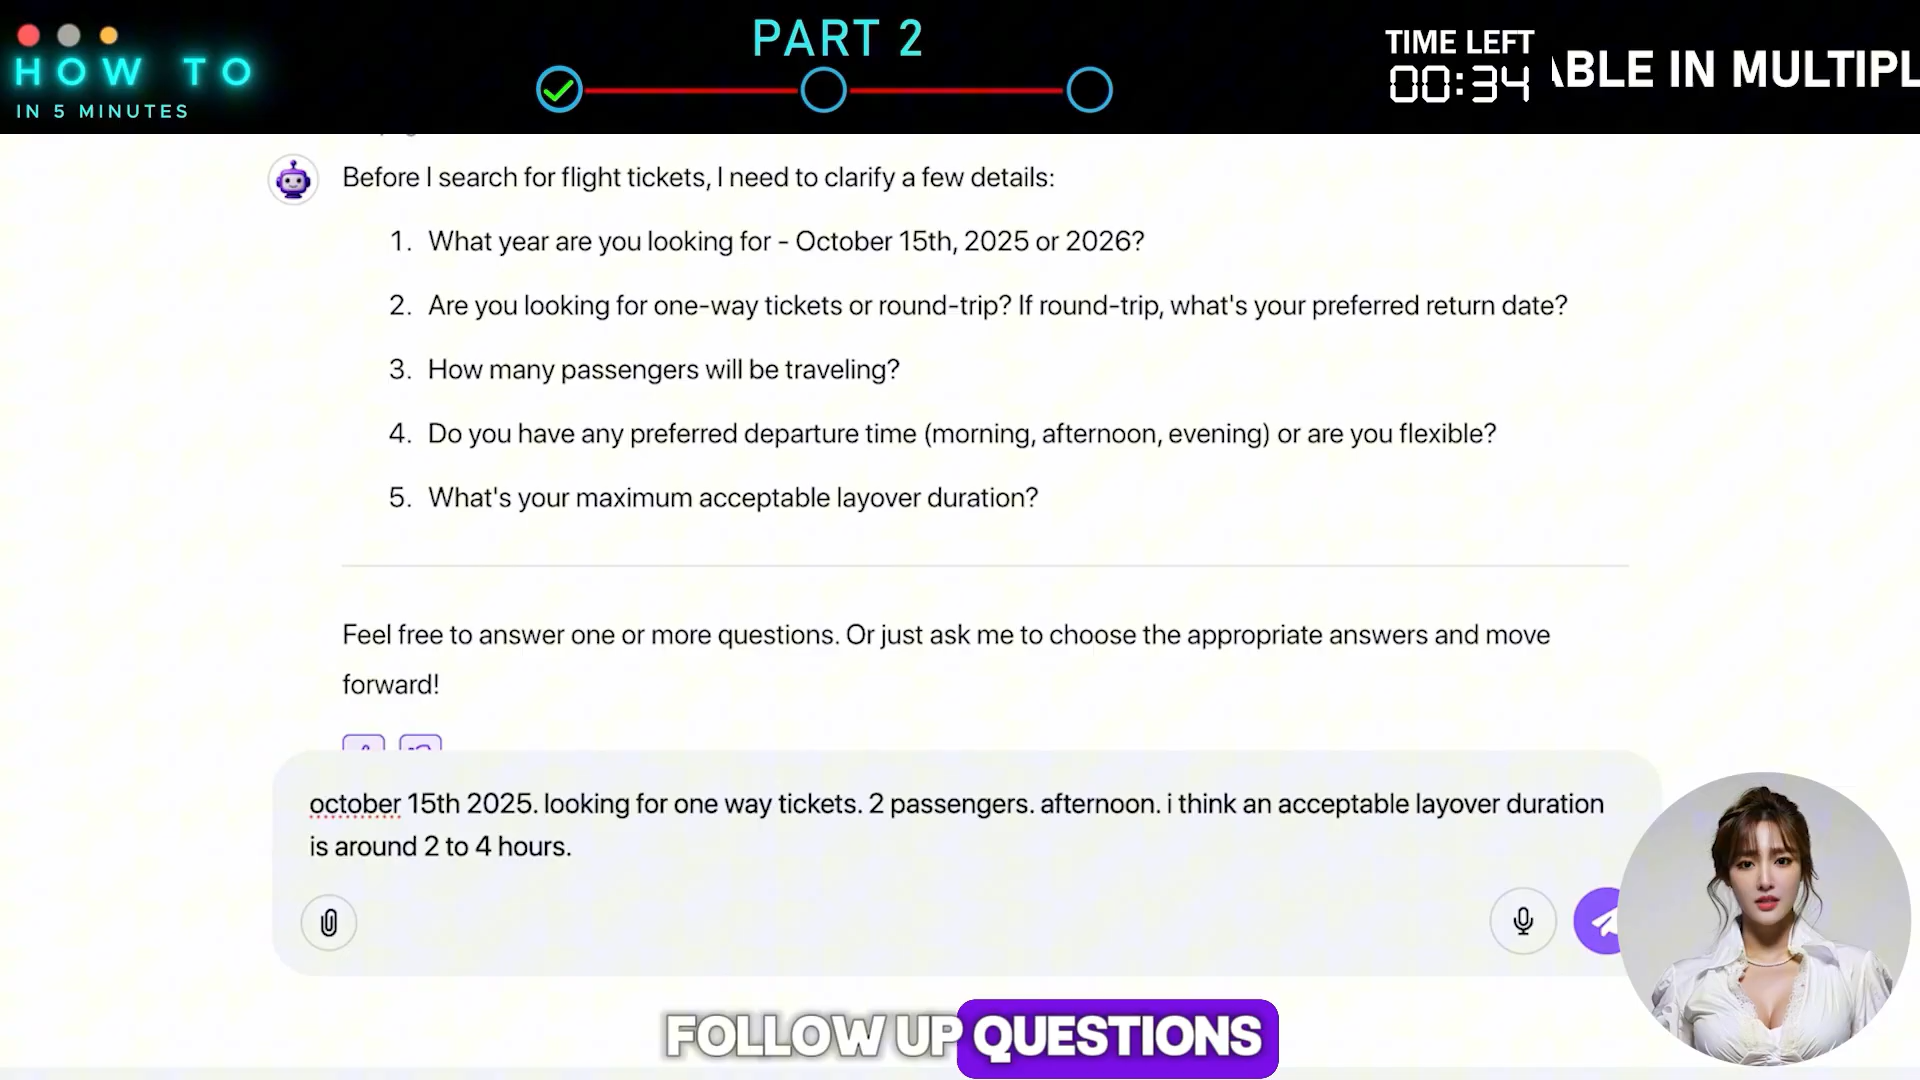 PART 2
HOW TO
IN 5 MINUTES
TIME LEFT
00:34
ABLE IN MULTIPL
Before I search for flight tickets, I need to clarify a few details:
1. What year are you looking for - October 15th, 2025 or 2026?
2. Are you looking for one-way tickets or round-trip? If round-trip, what's your preferred return date?
3. How many passengers will be traveling?
4. Do you have any preferred departure time (morning, afternoon, evening) or are you flexible?
5. What's your maximum acceptable layover duration?
Feel free to answer one or more questions. Or just ask me to choose the appropriate answers and move
forward!
october 15th 2025. looking for one way tickets. 2 passengers. afternoon. i think an acceptable layover duration
is around 2 to 4 hours.
FOLLOW UP QUESTIONS